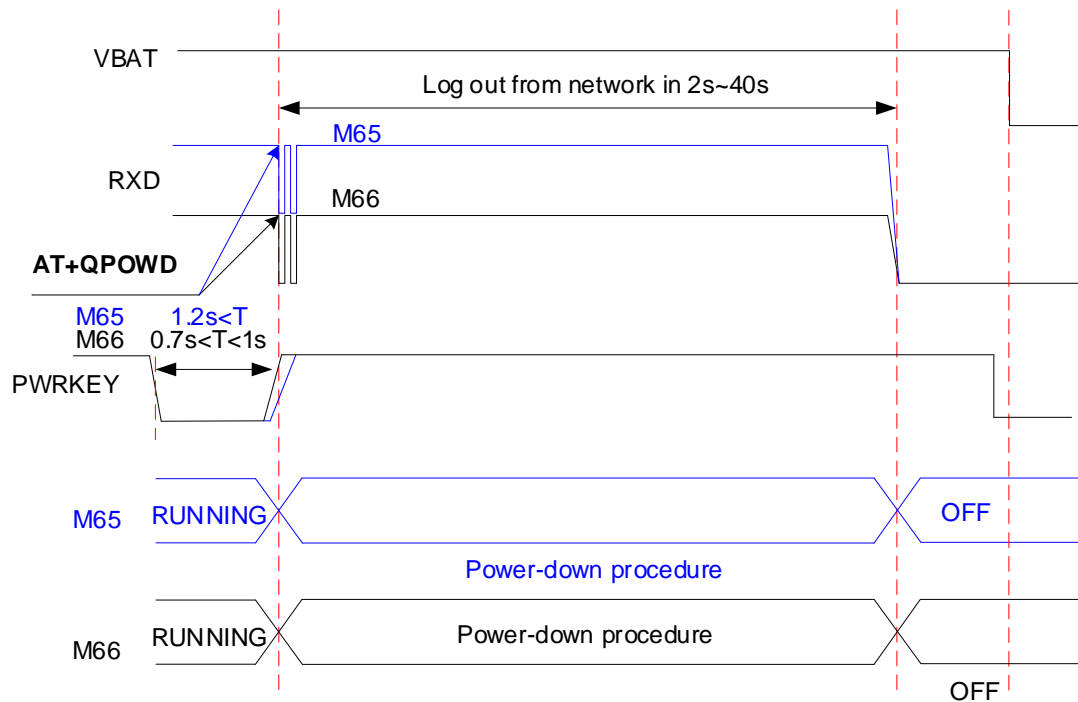 VBAT
Log out from network in 2s~40s
M65
RXD
M66
AT+QPOWD
M65 1.2s<T
M66 0.7s<T<1s
PWRKEY
M65 RUNNING OFF
Power-down procedure
M66 RUNNING Power-down procedure
OFF